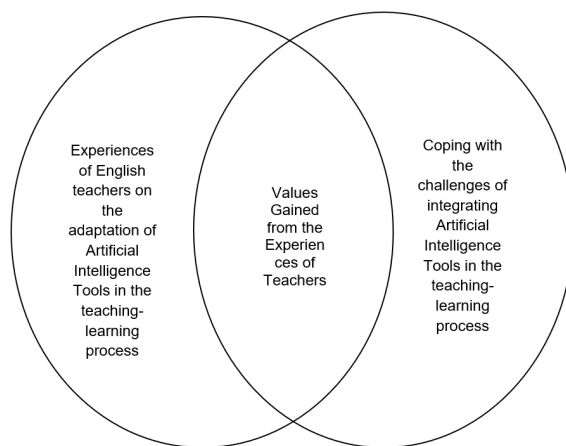 Experiences
of English
teachers on
the
adaptation of
Artificial
Intelligence
Tools in the
teaching-
learning
process
Values
Gained
from the
Experien
ces of
Teachers
Coping with
the
challenges of
integrating
Artificial
Intelligence
Tools in the
teaching-
learning
process